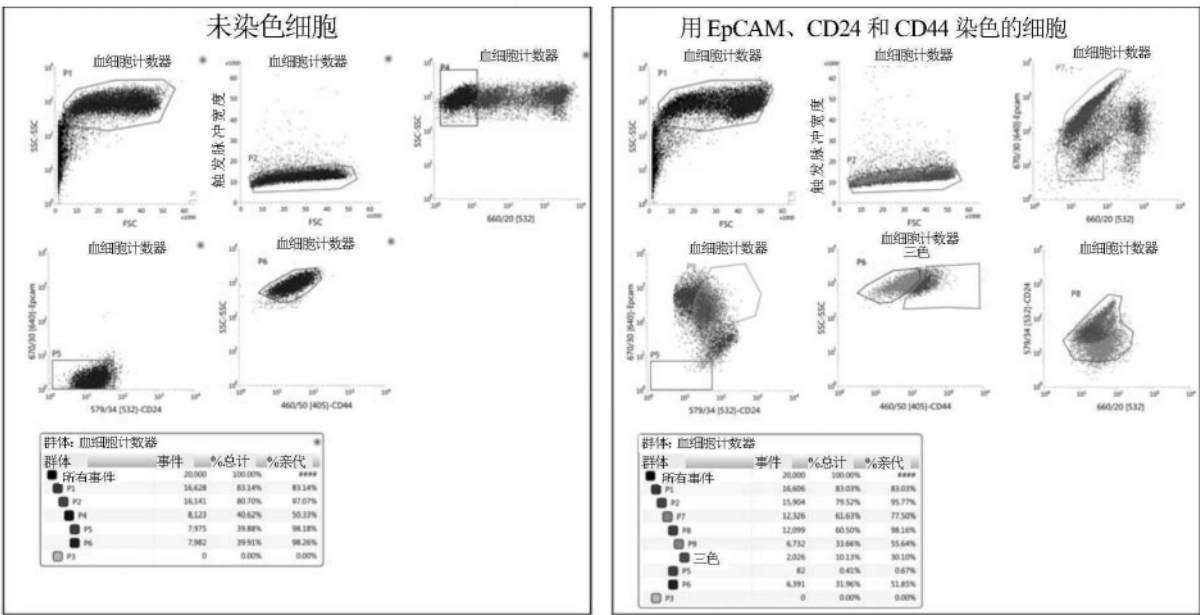 未染色细胞
血细胞计数器
P1
SSC-SSC
FSC
血细胞计数器
触发脉冲宽度
P2
FSC
血细胞计数器
P4
SSC-SSC
660/20 [532]
血细胞计数器
670/30 [640]-Epcam
P5
579/34 [532]-CD24
血细胞计数器
P6
SSC-SSC
460/50 [405]-CD44
群体: 血细胞计数器
群体 事件 %总计 %亲代
所有事件 20,000 100.00% ####
P1 16,628 83.14% 83.14%
P2 16,141 80.70% 97.07%
P4 8,123 40.62% 50.33%
P5 7,975 39.88% 98.18%
P6 7,982 39.91% 98.26%
P3 0 0.00% 0.00%
用 EpCAM、CD24 和 CD44 染色的细胞
血细胞计数器
P1
SSC-SSC
FSC
血细胞计数器
触发脉冲宽度
P2
FSC
血细胞计数器
P7
670/30 [640]-Epcam
660/20 [532]
血细胞计数器
P9
670/30 [640]-Epcam
P5
579/34 [532]-CD24
血细胞计数器
三色
P6
SSC-SSC
460/50 [405]-CD44
血细胞计数器
P8
579/34 [532]-CD24
660/20 [532]
群体: 血细胞计数器
群体 事件 %总计 %亲代
所有事件 20,000 100.00% ####
P1 16,606 83.03% 83.03%
P2 15,904 79.52% 95.77%
P7 12,326 61.63% 77.50%
P8 12,099 60.50% 98.16%
P9 6,732 33.66% 55.64%
三色 2,026 10.13% 30.10%
P5 82 0.41% 0.67%
P6 6,391 31.96% 51.85%
P3 0 0.00% 0.00%